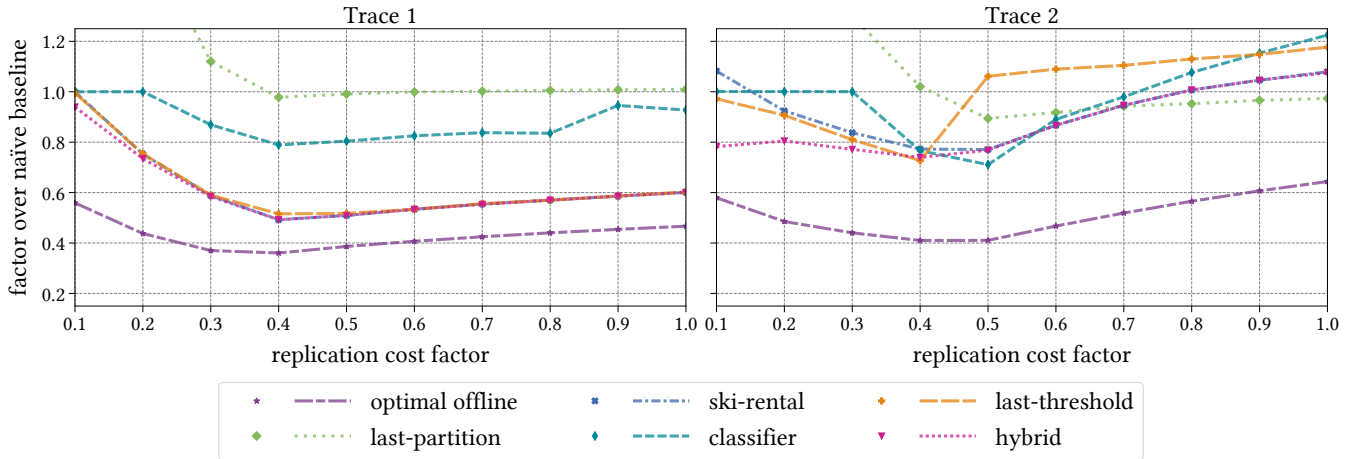 Trace 1 Trace 2
factor over naïve baseline
1.2
1.0
0.8
0.6
0.4
0.2
0.1 0.2 0.3 0.4 0.5 0.6 0.7 0.8 0.9 1.0
0.1 0.2 0.3 0.4 0.5 0.6 0.7 0.8 0.9 1.0
replication cost factor replication cost factor
optimal offline ski-rental last-threshold
last-partition classifier hybrid